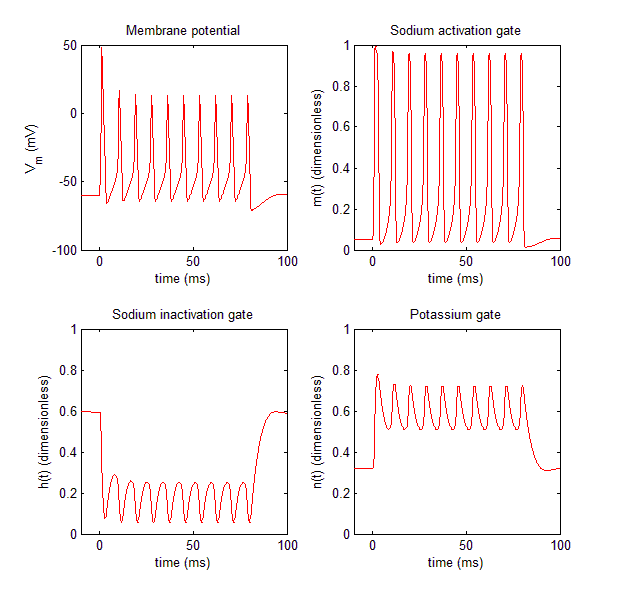 Membrane potential
50
0
-50
-100
V_m (mV)
0 50 100
time (ms)
Sodium activation gate
1
0.8
0.6
0.4
0.2
0
m(t) (dimensionless)
0 50 100
time (ms)
Sodium inactivation gate
1
0.8
0.6
0.4
0.2
0
h(t) (dimensionless)
0 50 100
time (ms)
Potassium gate
1
0.8
0.6
0.4
0.2
0
n(t) (dimensionless)
0 50 100
time (ms)